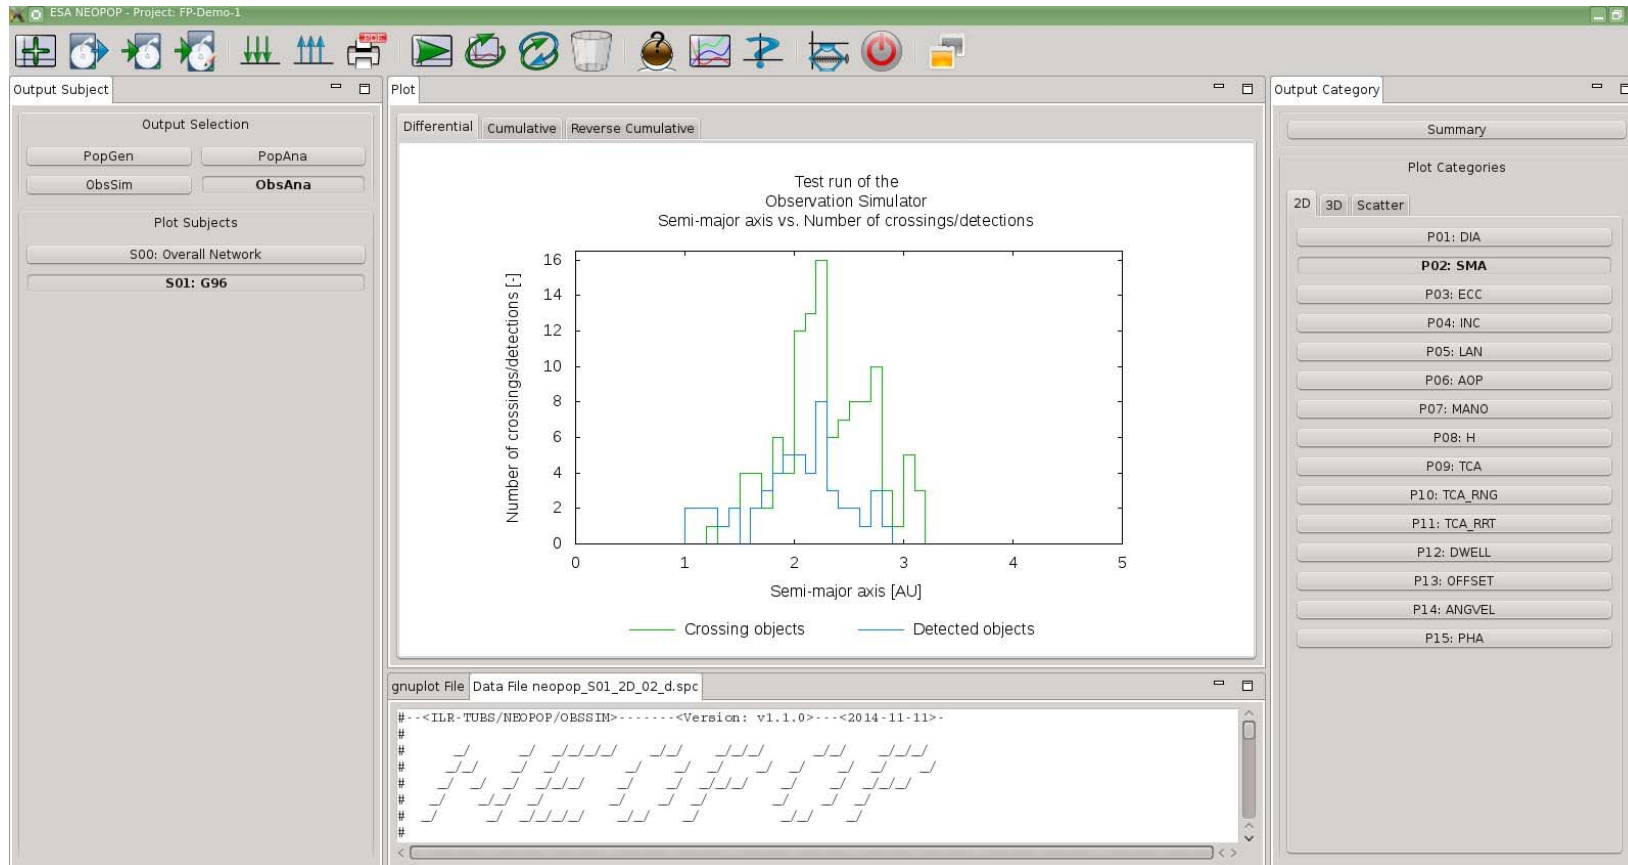 ESA NEOPOP - Project: FP-Demo-1
PDF
Output Subject
Output Selection
PopGen PopAna
ObsSim ObsAna
Plot Subjects
S00: Overall Network
S01: G96
Plot
Differential Cumulative Reverse Cumulative
Test run of the
Observation Simulator
Semi-major axis vs. Number of crossings/detections
Number of crossings/detections [-]
16
14
12
10
8
6
4
2
0
0 1 2 3 4 5
Semi-major axis [AU]
Crossing objects Detected objects
gnuplot File Data File neopop_S01_2D_02_d.spc
#--<ILR-TUBS/NEOPOP/OBSSIM>-------<Version: v1.1.0>---<2014-11-11>-
#
# _/ _/ _/_/_/_/ _/_/ _/_/_/ _/_/ _/_/_/
# _/_/ _/ _/ _/ _/ _/ _/ _/ _/ _/ _/
# _/ _/ _/ _/_/_/ _/ _/ _/_/_/ _/ _/ _/_/_/
# _/ _/_/ _/ _/ _/ _/ _/ _/ _/
# _/ _/ _/_/_/_/ _/_/ _/ _/_/ _/
#
Output Category
Summary
Plot Categories
2D 3D Scatter
P01: DIA
P02: SMA
P03: ECC
P04: INC
P05: LAN
P06: AOP
P07: MANO
P08: H
P09: TCA
P10: TCA_RNG
P11: TCA_RRT
P12: DWELL
P13: OFFSET
P14: ANGVEL
P15: PHA